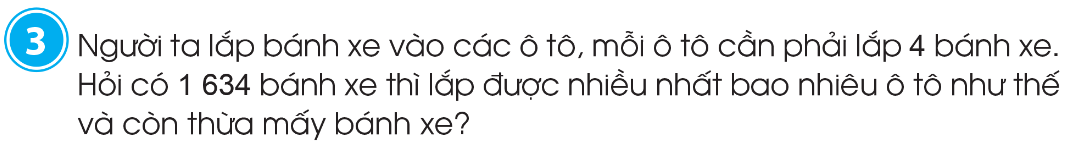 3 Người ta lắp bánh xe vào các ô tô, mỗi ô tô cần phải lắp 4 bánh xe.
Hỏi có 1 634 bánh xe thì lắp được nhiều nhất bao nhiêu ô tô như thế
và còn thừa mấy bánh xe?